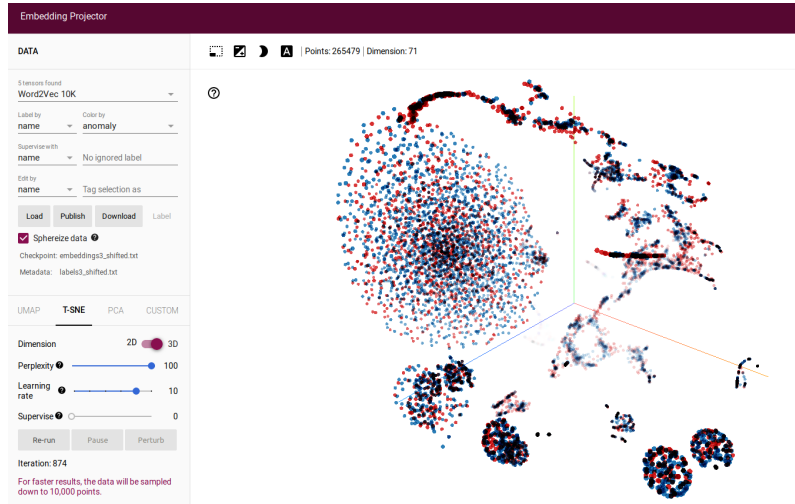 Embedding Projector
DATA
Points: 265479 | Dimension: 71
5 tensors found
Word2Vec 10K
Label by Color by
name anomaly
Supervise with
name No ignored label
Edit by
name Tag selection as
Load Publish Download Label
Sphereize data ?
Checkpoint: embeddings3_shifted.txt
Metadata: labels3_shifted.txt
UMAP T-SNE PCA CUSTOM
Dimension 2D 3D
Perplexity ? 100
Learning
rate ? 10
Supervise ? 0
Re-run Pause Perturb
Iteration: 874
For faster results, the data will be sampled
down to 10,000 points.